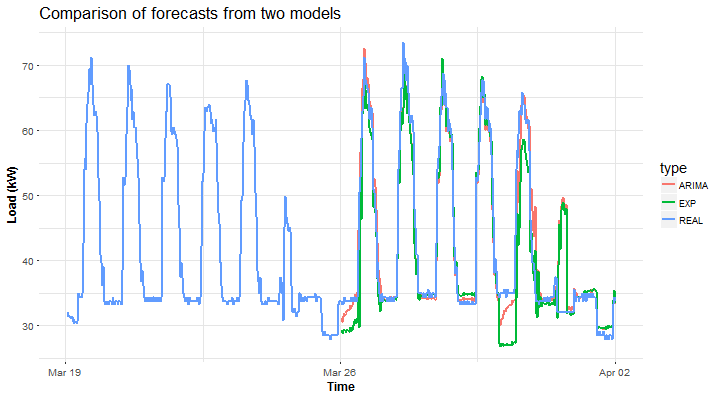 Comparison of forecasts from two models
70
60
50
40
30
Load (kW)
Mar 19
Mar 26
Apr 02
Time
type
ARIMA
EXP
REAL